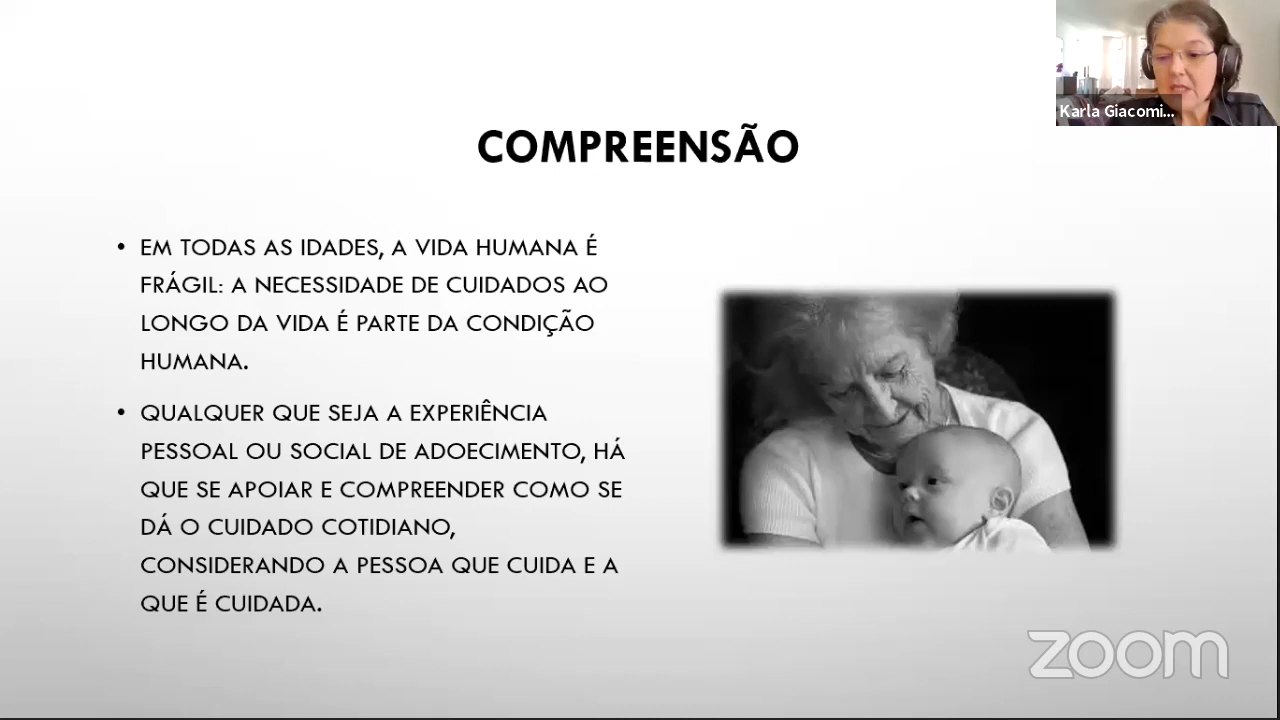 Karla Giacomi...
COMPREENSÃO
• EM TODAS AS IDADES, A VIDA HUMANA É
FRÁGIL: A NECESSIDADE DE CUIDADOS AO
LONGO DA VIDA É PARTE DA CONDIÇÃO
HUMANA.
• QUALQUER QUE SEJA A EXPERIÊNCIA
PESSOAL OU SOCIAL DE ADOECIMENTO, HÁ
QUE SE APOIAR E COMPREENDER COMO SE
DÁ O CUIDADO COTIDIANO,
CONSIDERANDO A PESSOA QUE CUIDA E A
QUE É CUIDADA.
zoom